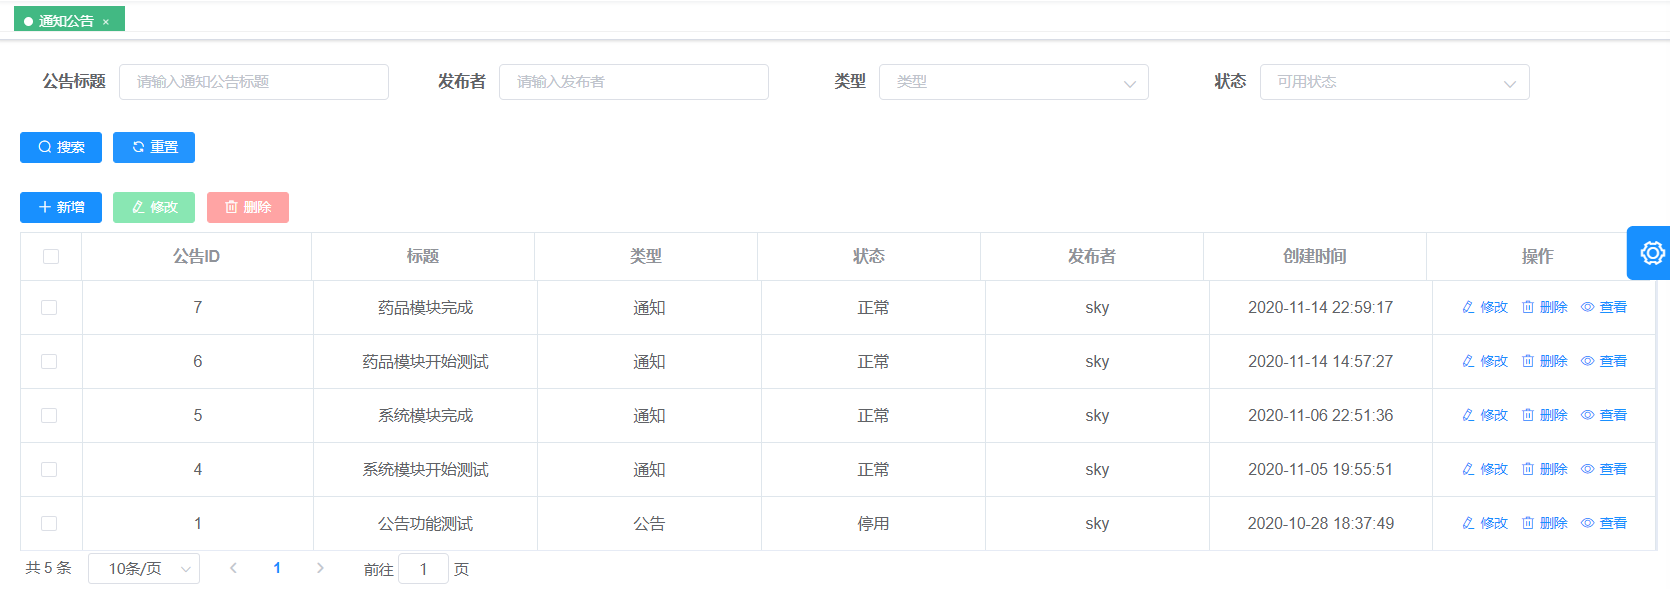 通知公告 ×
公告标题 请输入通知公告标题 发布者 请输入发布者 类型 类型 状态 可用状态
搜索 重置
新增 修改 删除
公告ID 标题 类型 状态 发布者 创建时间 操作
7 药品模块完成 通知 正常 sky 2020-11-14 22:59:17 修改 删除 查看
6 药品模块开始测试 通知 正常 sky 2020-11-14 14:57:27 修改 删除 查看
5 系统模块完成 通知 正常 sky 2020-11-06 22:51:36 修改 删除 查看
4 系统模块开始测试 通知 正常 sky 2020-11-05 19:55:51 修改 删除 查看
1 公告功能测试 公告 停用 sky 2020-10-28 18:37:49 修改 删除 查看
共 5 条 10条/页 1 前往 1 页